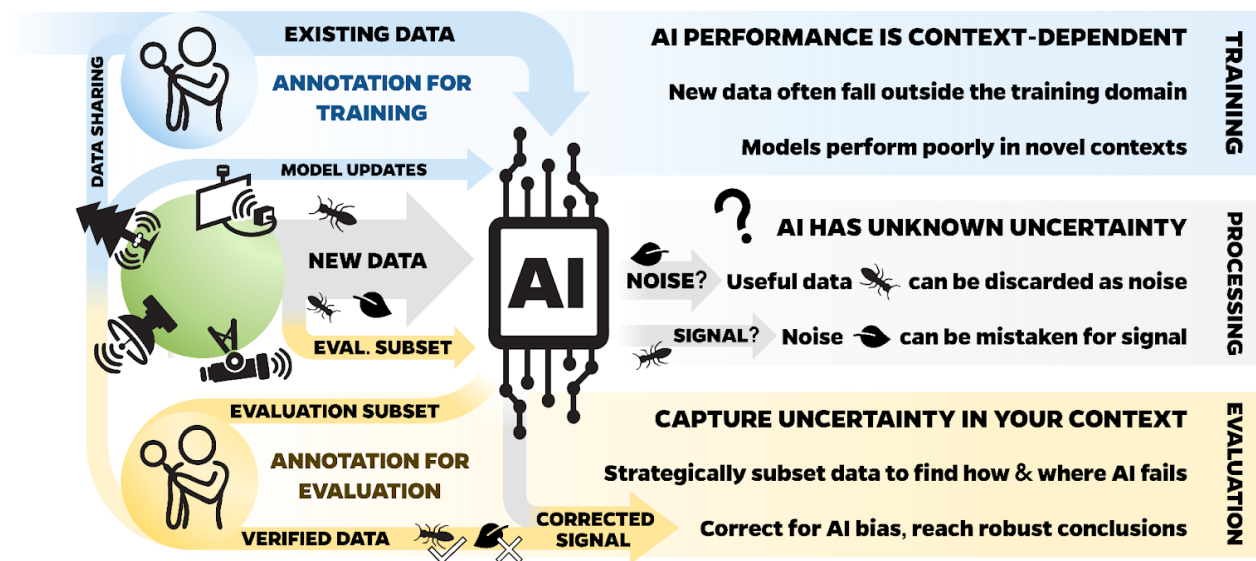 EXISTING DATA
ANNOTATION FOR
TRAINING
DATA SHARING
MODEL UPDATES
NEW DATA
EVAL. SUBSET
EVALUATION SUBSET
ANNOTATION FOR
EVALUATION
VERIFIED DATA
CORRECTED
SIGNAL
AI
NOISE?
SIGNAL?
AI PERFORMANCE IS CONTEXT-DEPENDENT
New data often fall outside the training domain
Models perform poorly in novel contexts
TRAINING
?
AI HAS UNKNOWN UNCERTAINTY
Useful data can be discarded as noise
Noise can be mistaken for signal
PROCESSING
CAPTURE UNCERTAINTY IN YOUR CONTEXT
Strategically subset data to find how & where AI fails
Correct for AI bias, reach robust conclusions
EVALUATION